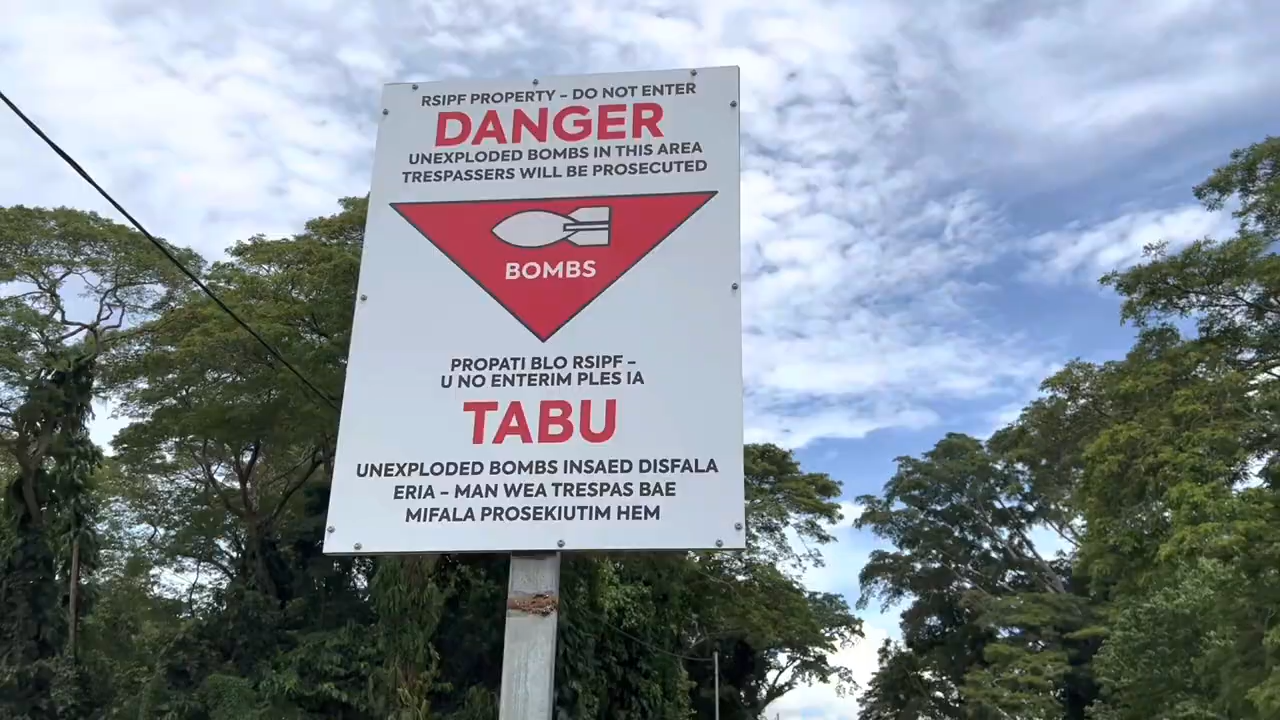 RSIPF PROPERTY – DO NOT ENTER
DANGER
UNEXPLODED BOMBS IN THIS AREA
TRESPASSERS WILL BE PROSECUTED
BOMBS
PROPATI BLO RSIPF –
U NO ENTERIM PLES IA
TABU
UNEXPLODED BOMBS INSAED DISFALA
ERIA – MAN WEA TRESPAS BAE
MIFALA PROSEKIUTIM HEM